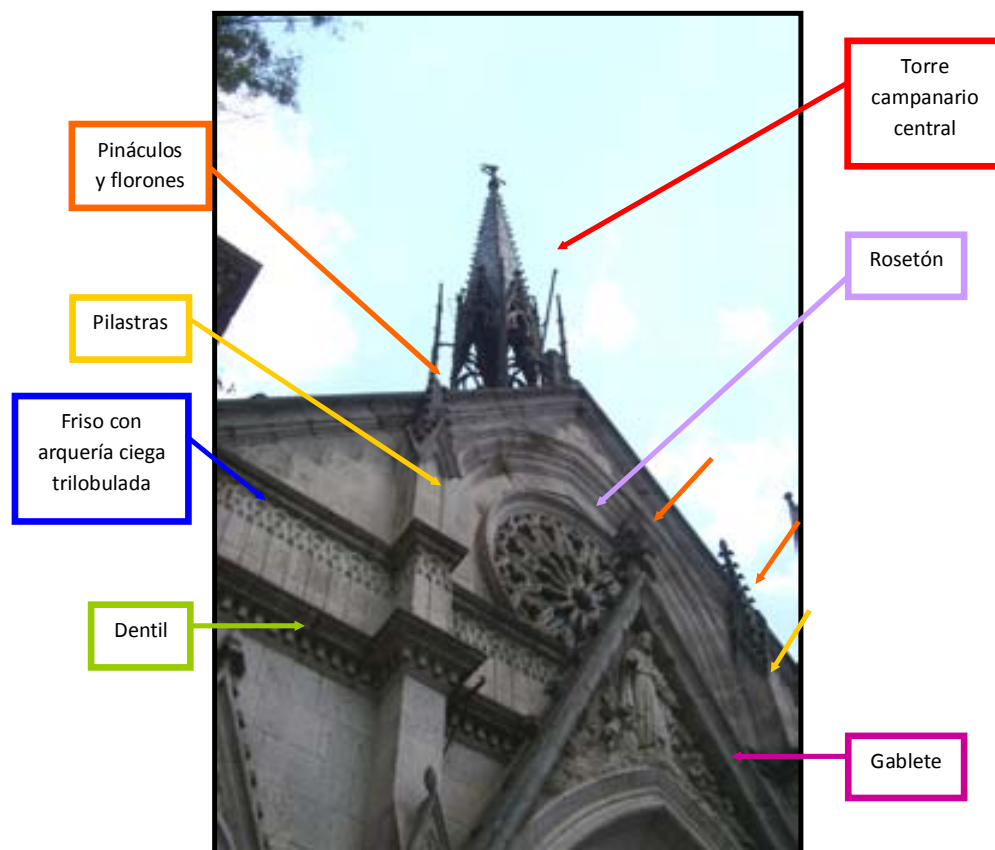 Torre
campanario
central
Pináculos
y florones
Rosetón
Pilastras
Friso con
arquería ciega
trilobulada
Dentil
Gablete